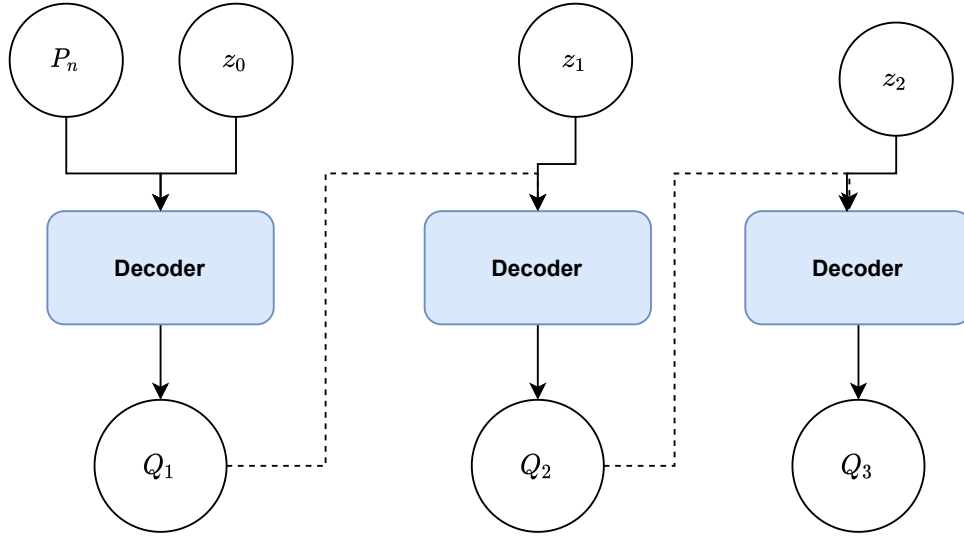 P_n z_0 z_1
z_2
Decoder Decoder Decoder
Q_1 Q_2 Q_3